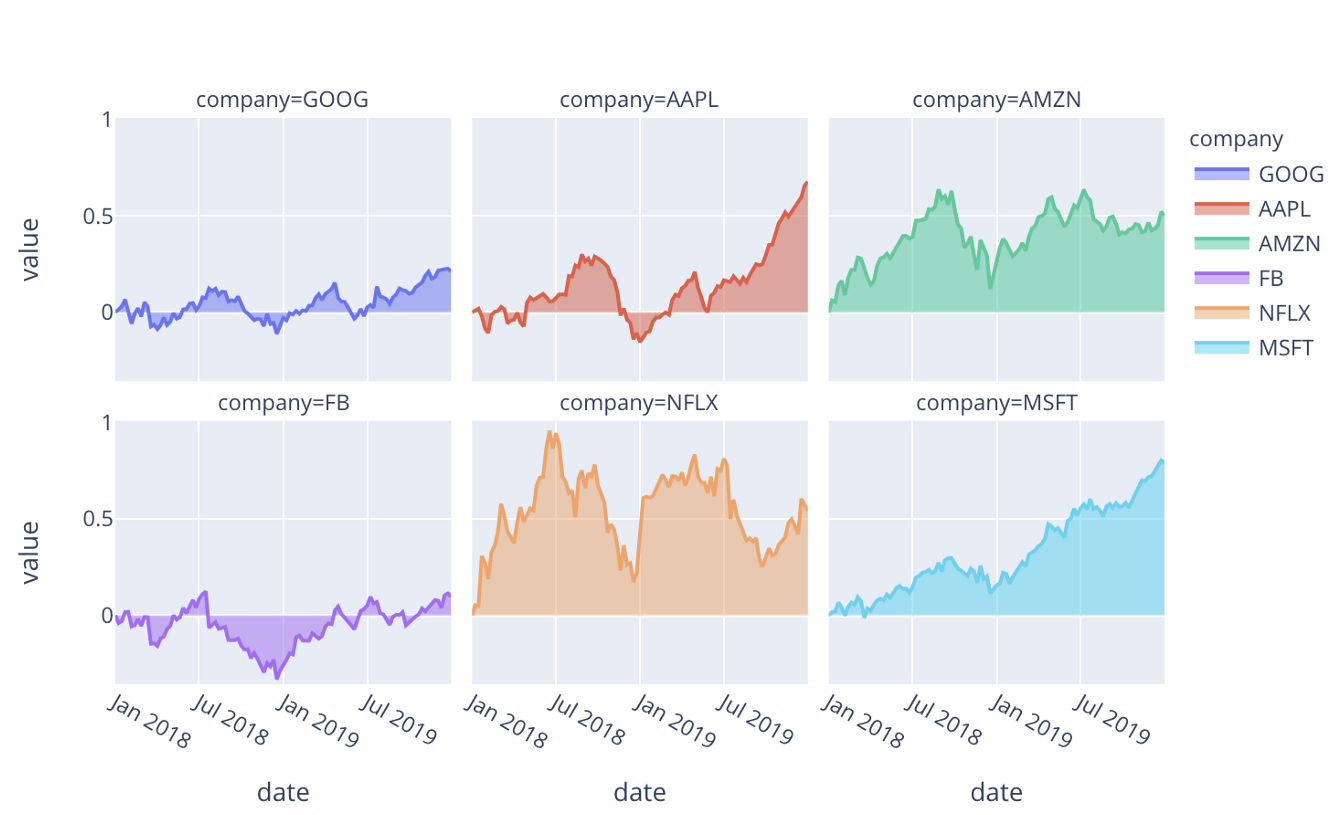 company=GOOG
company=AAPL
company=AMZN
1
0.5
0
value
company
GOOG
AAPL
AMZN
FB
NFLX
MSFT
company=FB
company=NFLX
company=MSFT
1
0.5
0
value
Jan 2018
Jul 2018
Jan 2019
Jul 2019
Jan 2018
Jul 2018
Jan 2019
Jul 2019
Jan 2018
Jul 2018
Jan 2019
Jul 2019
date
date
date